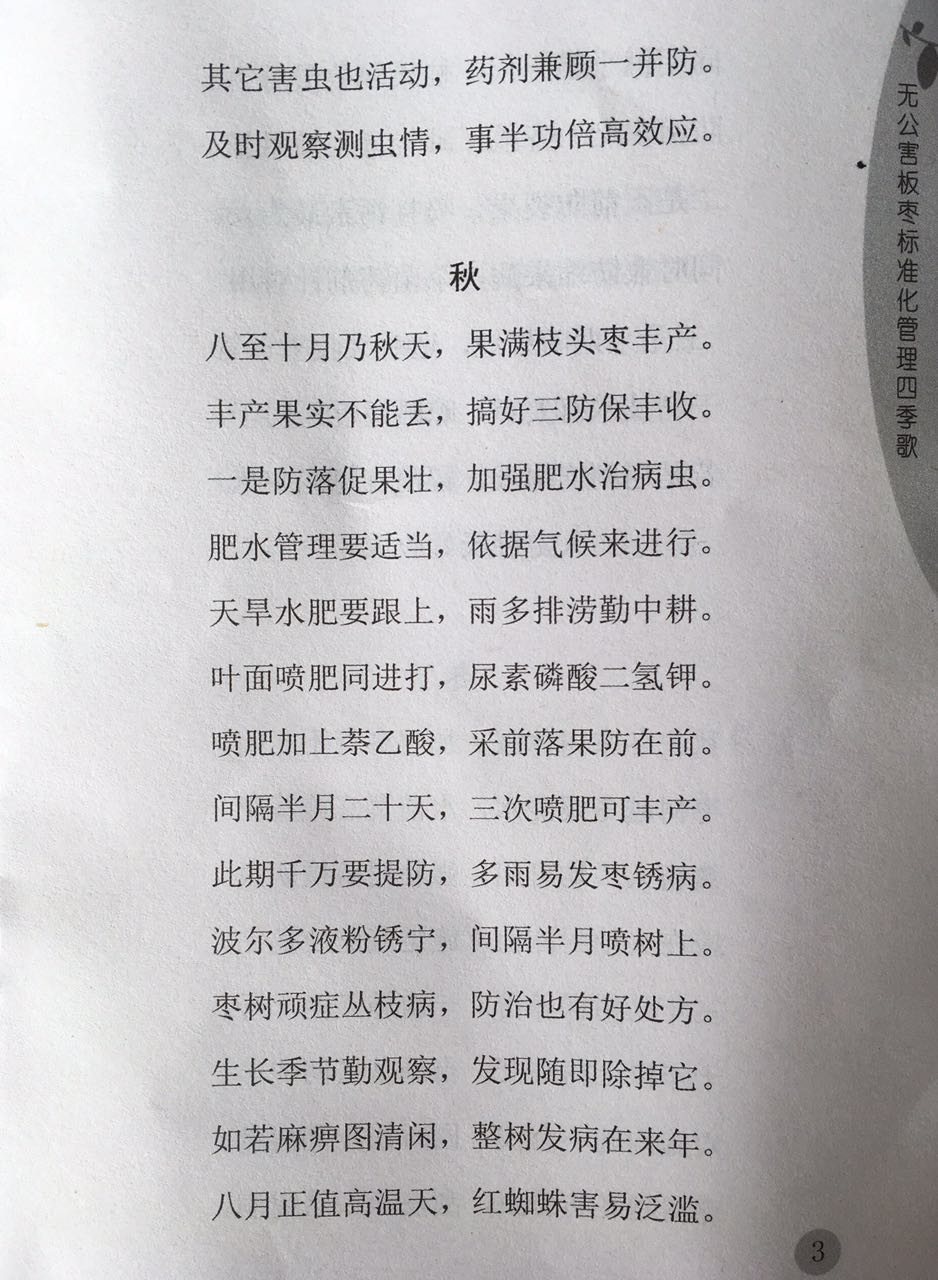 其它害虫也活动，药剂兼顾一并防。
及时观察测虫情，事半功倍高效应。
秋
八至十月乃秋天，果满枝头枣丰产。
丰产果实不能丢，搞好三防保丰收。
一是防落促果壮，加强肥水治病虫。
肥水管理要适当，依据气候来进行。
天旱水肥要跟上，雨多排涝勤中耕。
叶面喷肥同进打，尿素磷酸二氢钾。
喷肥加上萘乙酸，采前落果防在前。
间隔半月二十天，三次喷肥可丰产。
此期千万要提防，多雨易发枣锈病。
波尔多液粉锈宁，间隔半月喷树上。
枣树顽症丛枝病，防治也有好处方。
生长季节勤观察，发现随即除掉它。
如若麻痹图清闲，整树发病在来年。
八月正值高温天，红蜘蛛害易泛滥。
无公害板枣标准化管理四季歌
3